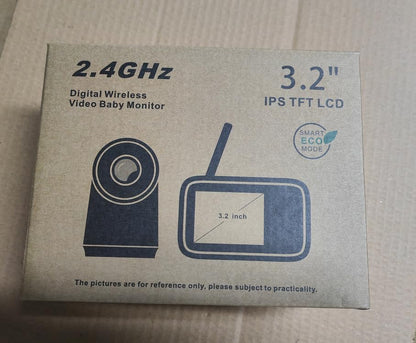 2.4GHz
Digital Wireless
Video Baby Monitor
3.2"
IPS TFT LCD
SMART
ECO
MODE
3.2 inch
The pictures are for reference only, please subject to practicality.